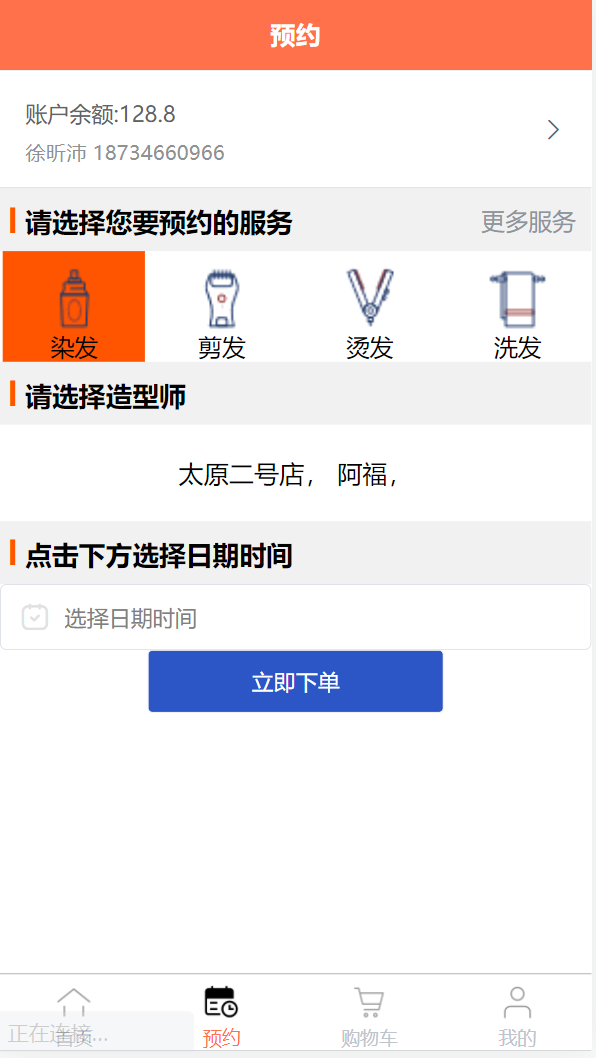 预约
账户余额:128.8
徐昕沛 18734660966
请选择您要预约的服务 更多服务
染发 剪发 烫发 洗发
请选择造型师
太原二号店， 阿福，
点击下方选择日期时间
选择日期时间
立即下单
正在连接...
首页 预约 购物车 我的